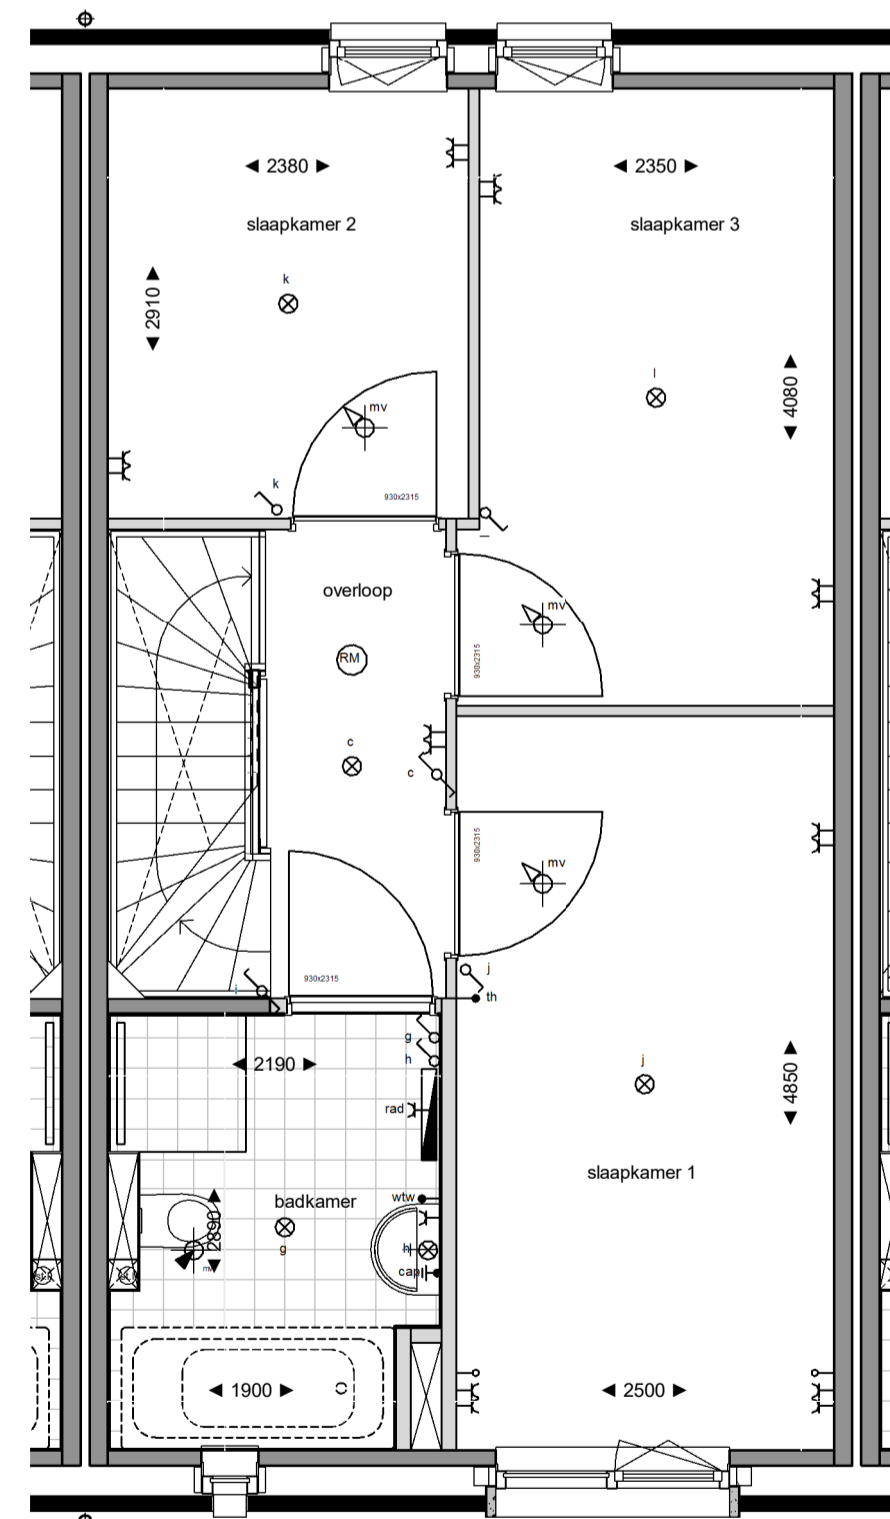 ◄ 2380 ►
◄ 2350 ►
slaapkamer 2
slaapkamer 3
k
◄ 2910 ►
l
◄ 4080 ►
mv
k
930x2315
overloop
mv
RM
930x2315
c
c
930x2315
mv
930x2315
j
i
th
g
h
◄ 2190 ►
j
◄ 4850 ►
rad
slaapkamer 1
wtw
badkamer
◄ 2890 ►
g
h
cap
◄ 1900 ►
◄ 2500 ►